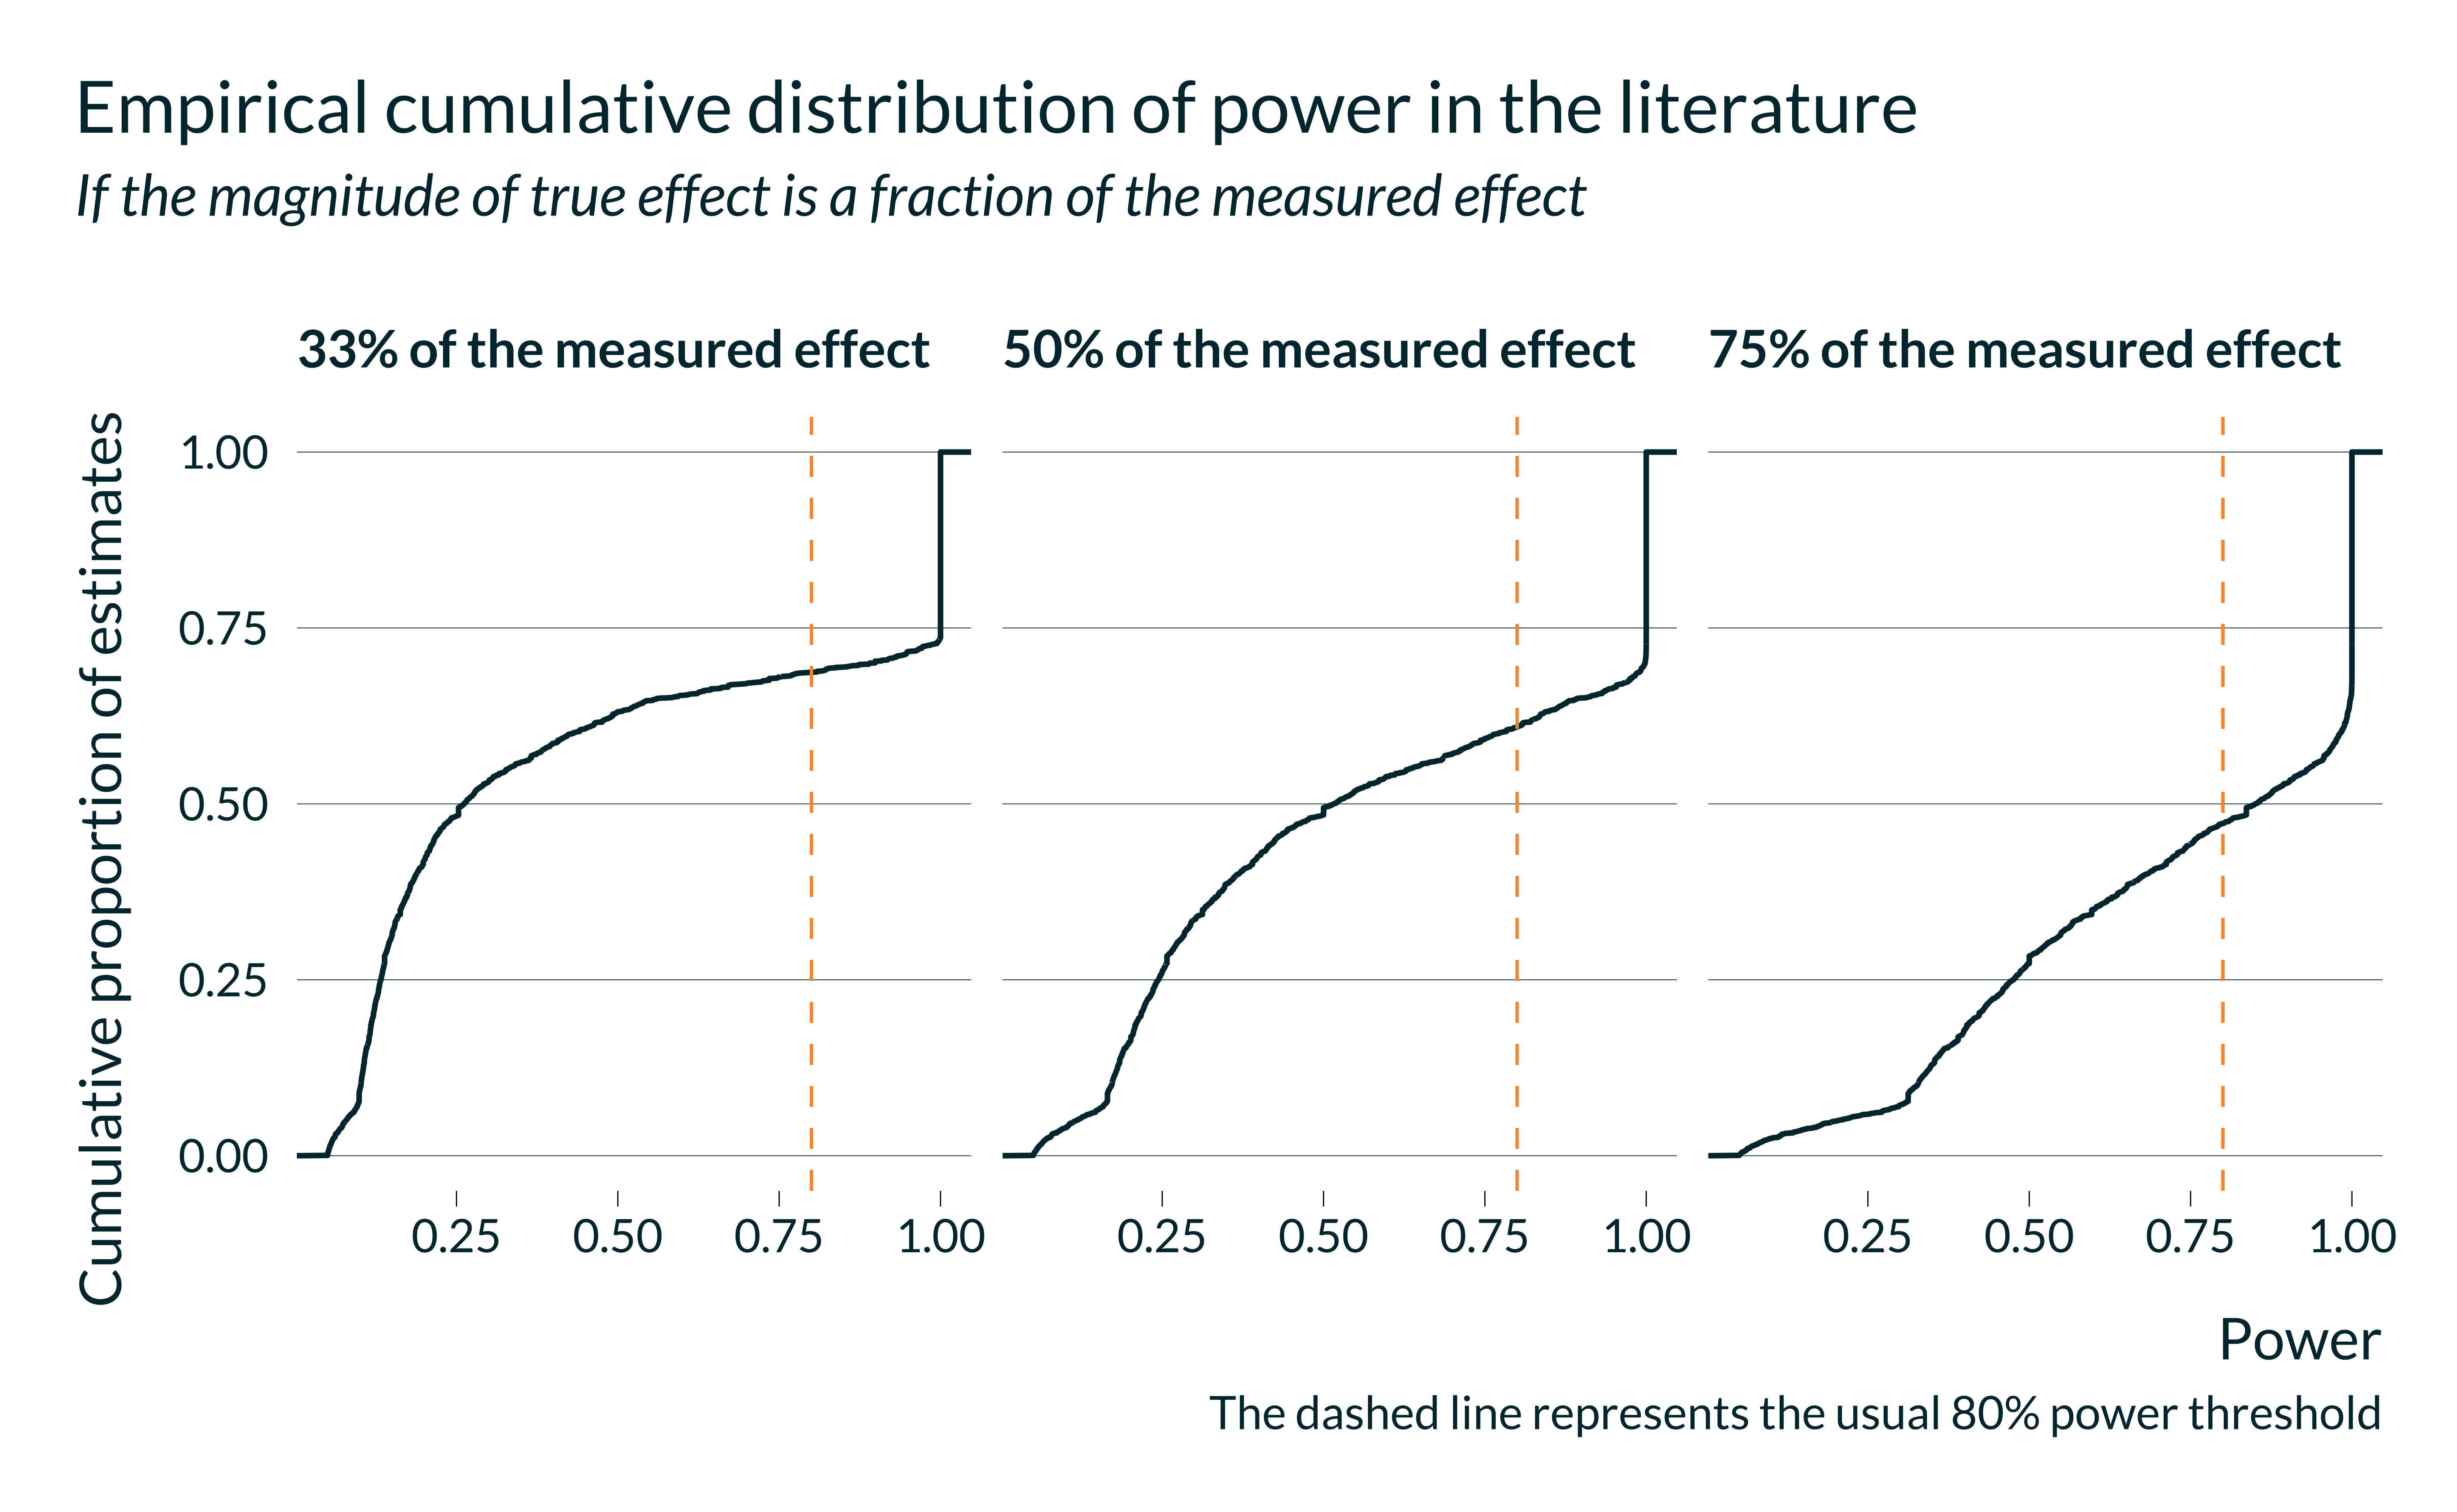 Empirical cumulative distribution of power in the literature
If the magnitude of true effect is a fraction of the measured effect
33% of the measured effect
50% of the measured effect
75% of the measured effect
Cumulative proportion of estimates
1.00
0.75
0.50
0.25
0.00
0.25 0.50 0.75 1.00
0.25 0.50 0.75 1.00
0.25 0.50 0.75 1.00
Power
The dashed line represents the usual 80% power threshold